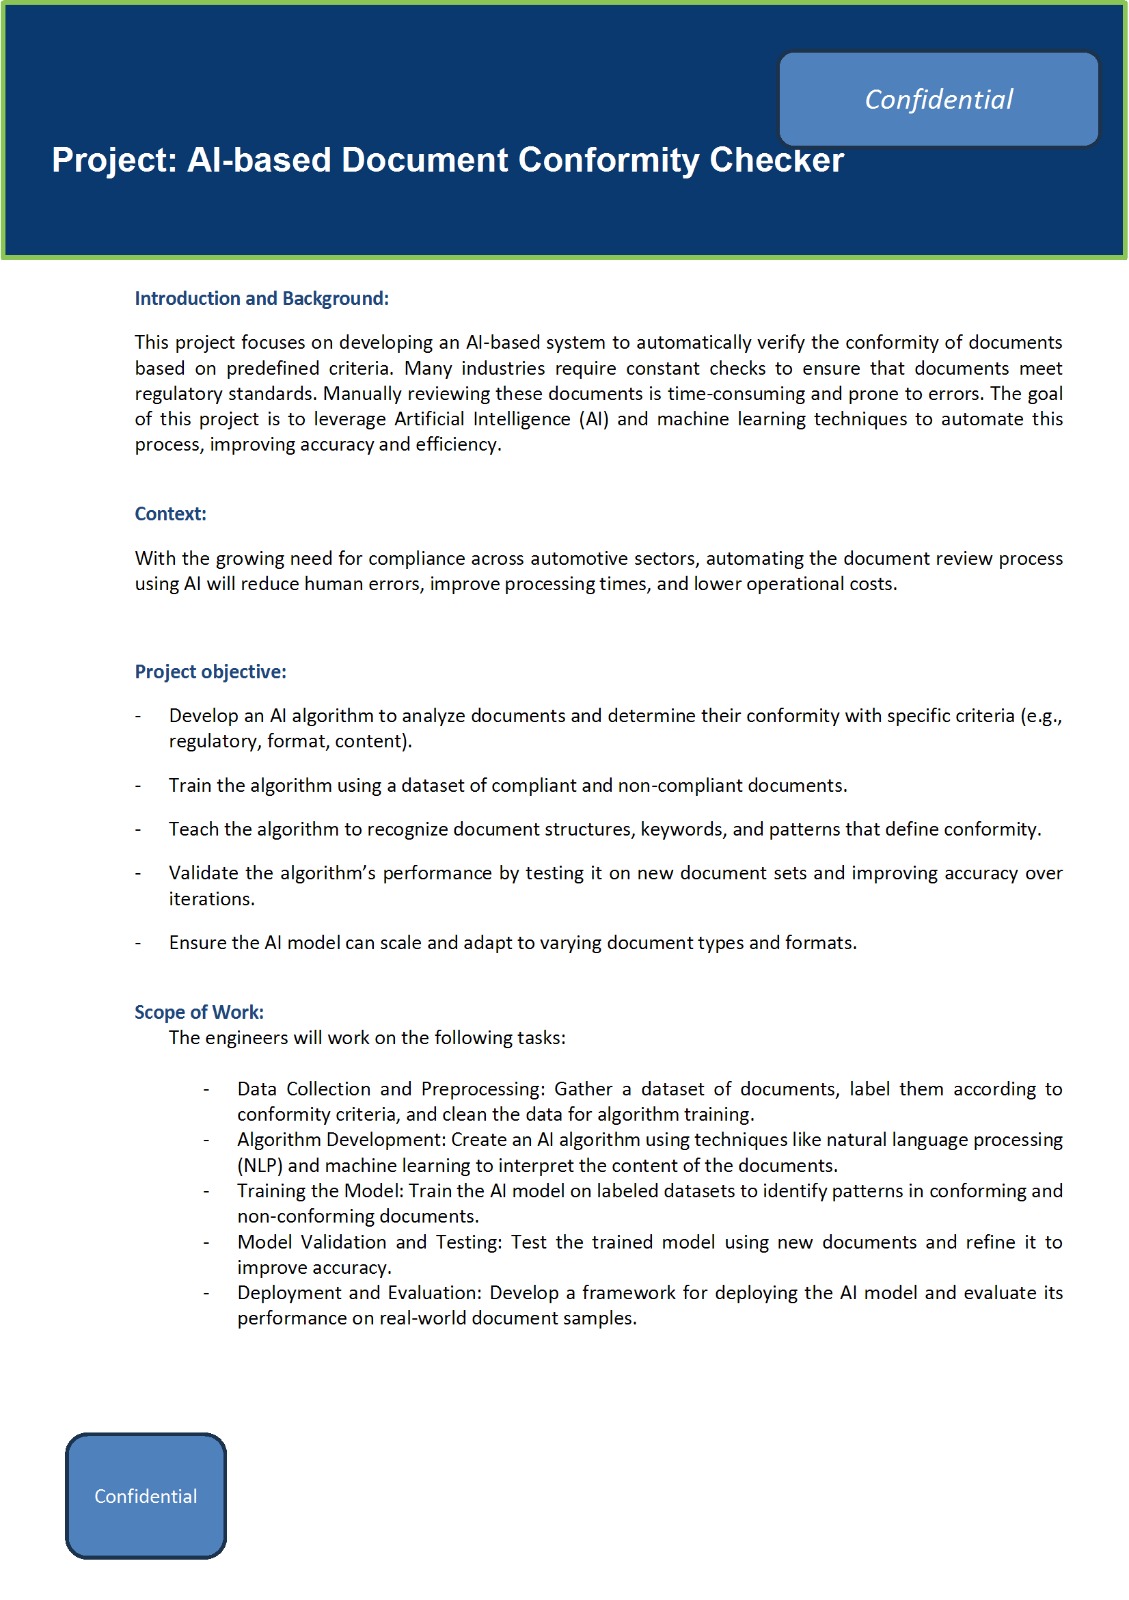 Confidential
Project: AI-based Document Conformity Checker
Introduction and Background:
This project focuses on developing an AI-based system to automatically verify the conformity of documents
based on predefined criteria. Many industries require constant checks to ensure that documents meet
regulatory standards. Manually reviewing these documents is time-consuming and prone to errors. The goal
of this project is to leverage Artificial Intelligence (AI) and machine learning techniques to automate this
process, improving accuracy and efficiency.
Context:
With the growing need for compliance across automotive sectors, automating the document review process
using AI will reduce human errors, improve processing times, and lower operational costs.
Project objective:
- Develop an AI algorithm to analyze documents and determine their conformity with specific criteria (e.g.,
regulatory, format, content).
- Train the algorithm using a dataset of compliant and non-compliant documents.
- Teach the algorithm to recognize document structures, keywords, and patterns that define conformity.
- Validate the algorithm’s performance by testing it on new document sets and improving accuracy over
iterations.
- Ensure the AI model can scale and adapt to varying document types and formats.
Scope of Work:
The engineers will work on the following tasks:
- Data Collection and Preprocessing: Gather a dataset of documents, label them according to
conformity criteria, and clean the data for algorithm training.
- Algorithm Development: Create an AI algorithm using techniques like natural language processing
(NLP) and machine learning to interpret the content of the documents.
- Training the Model: Train the AI model on labeled datasets to identify patterns in conforming and
non-conforming documents.
- Model Validation and Testing: Test the trained model using new documents and refine it to
improve accuracy.
- Deployment and Evaluation: Develop a framework for deploying the AI model and evaluate its
performance on real-world document samples.
Confidential